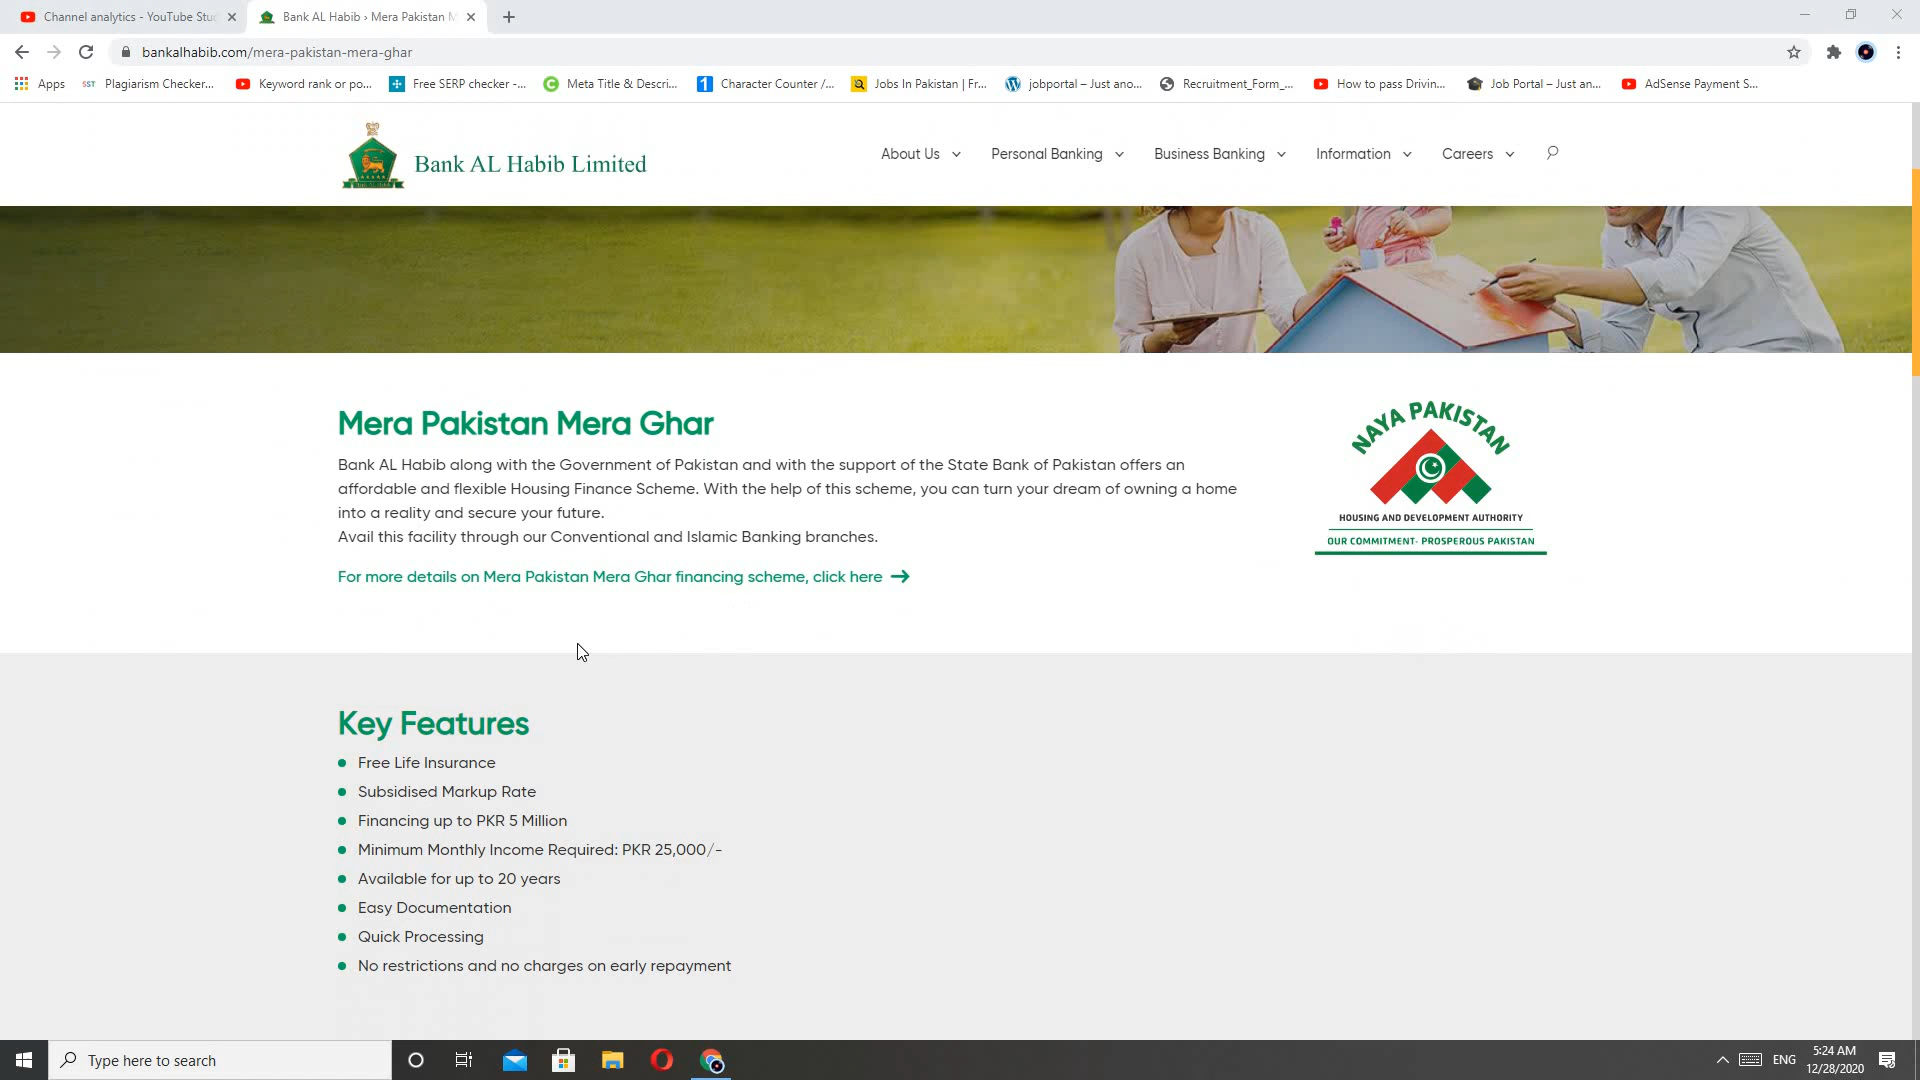 Channel analytics - YouTube Stu
Bank AL Habib › Mera Pakistan M
bankalhabib.com/mera-pakistan-mera-ghar
Apps
SST
Plagiarism Checker...
Keyword rank or po...
Free SERP checker -...
Meta Title & Descri...
1
Character Counter /...
Jobs In Pakistan | Fr...
jobportal – Just ano...
Recruitment_Form_...
How to pass Drivin...
Job Portal – Just an...
AdSense Payment S...
Bank AL Habib Limited
About Us
Personal Banking
Business Banking
Information
Careers
Mera Pakistan Mera Ghar
Bank AL Habib along with the Government of Pakistan and with the support of the State Bank of Pakistan offers an
affordable and flexible Housing Finance Scheme. With the help of this scheme, you can turn your dream of owning a home
into a reality and secure your future.
Avail this facility through our Conventional and Islamic Banking branches.
For more details on Mera Pakistan Mera Ghar financing scheme, click here →
NAYA PAKISTAN
HOUSING AND DEVELOPMENT AUTHORITY
OUR COMMITMENT- PROSPEROUS PAKISTAN
Key Features
Free Life Insurance
Subsidised Markup Rate
Financing up to PKR 5 Million
Minimum Monthly Income Required: PKR 25,000/-
Available for up to 20 years
Easy Documentation
Quick Processing
No restrictions and no charges on early repayment
Type here to search
ENG
5:24 AM
12/28/2020